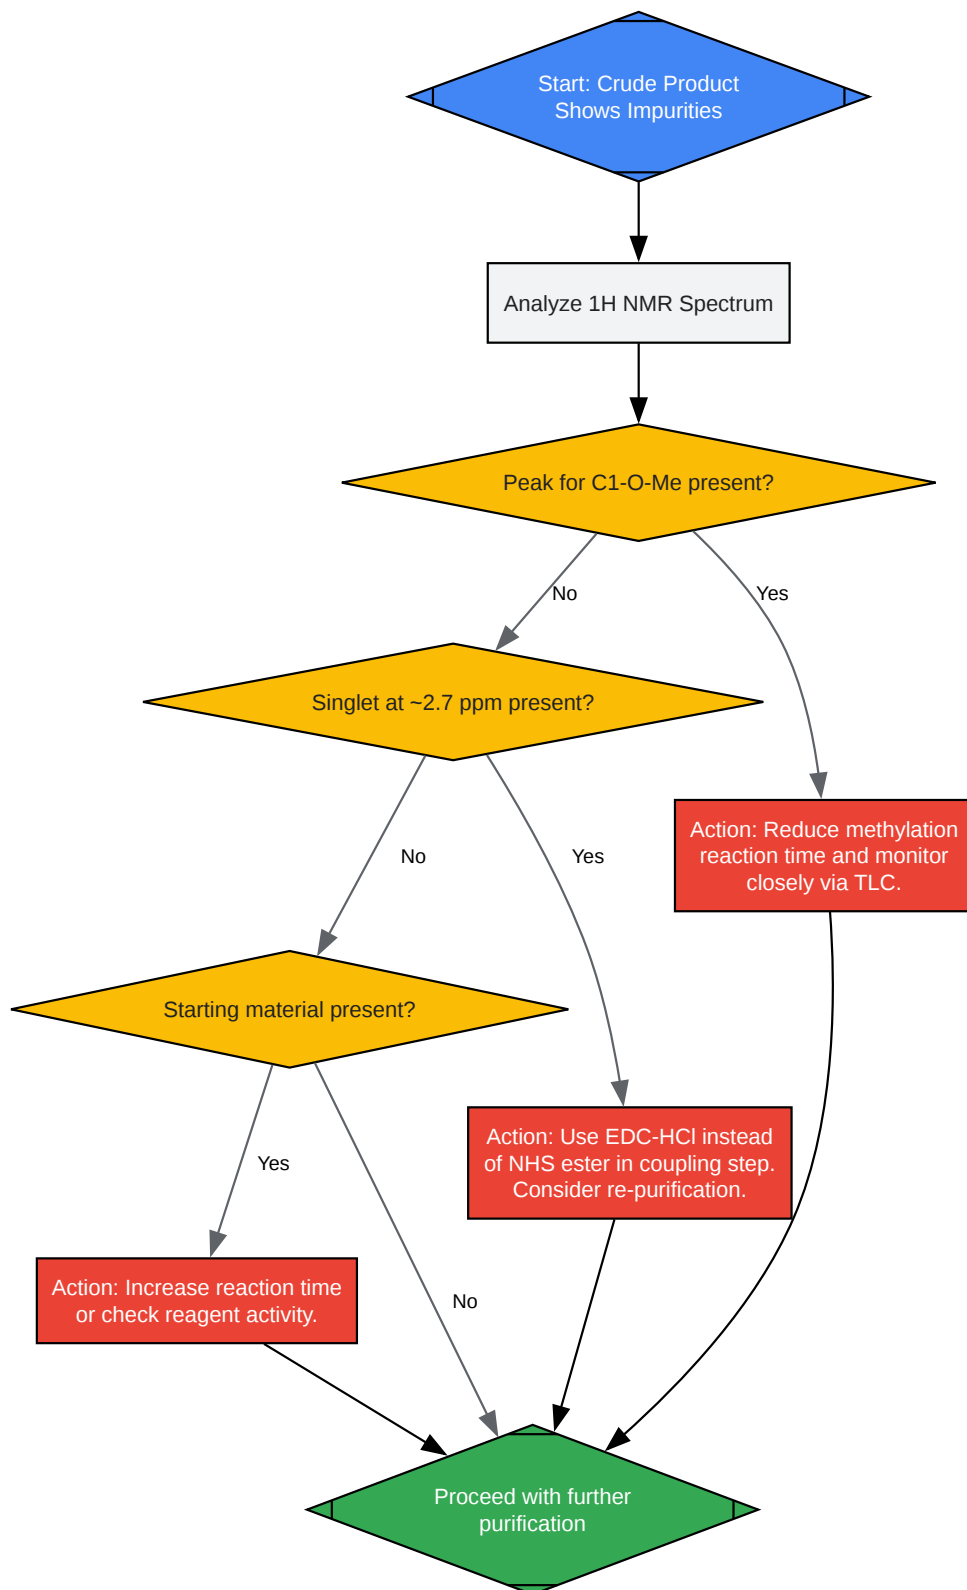 Start: Crude Product
Shows Impurities
Analyze 1H NMR Spectrum
Peak for C1-O-Me present?
No
Yes
Singlet at ~2.7 ppm present?
No
Yes
Action: Reduce methylation
reaction time and monitor
closely via TLC.
Starting material present?
Yes
No
Action: Use EDC-HCl instead
of NHS ester in coupling step.
Consider re-purification.
Action: Increase reaction time
or check reagent activity.
Proceed with further
purification